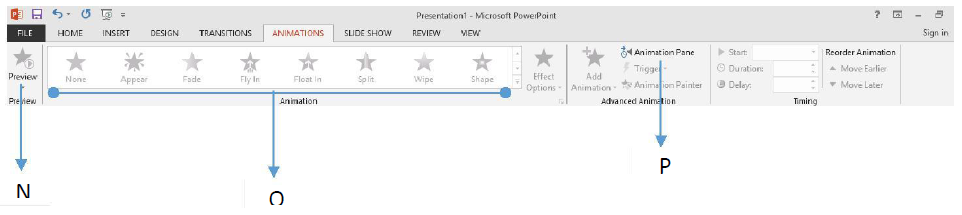 Presentation1 - Microsoft PowerPoint
FILE HOME INSERT DESIGN TRANSITIONS ANIMATIONS SLIDE SHOW REVIEW VIEW Sign in
Preview None Appear Fade Fly In Float In Split Wipe Shape Effect Options Add Animation Animation Pane Trigger Animation Painter Start: Duration: Delay: Reorder Animation Move Earlier Move Later
Preview Animation Advanced Animation Timing
N O P